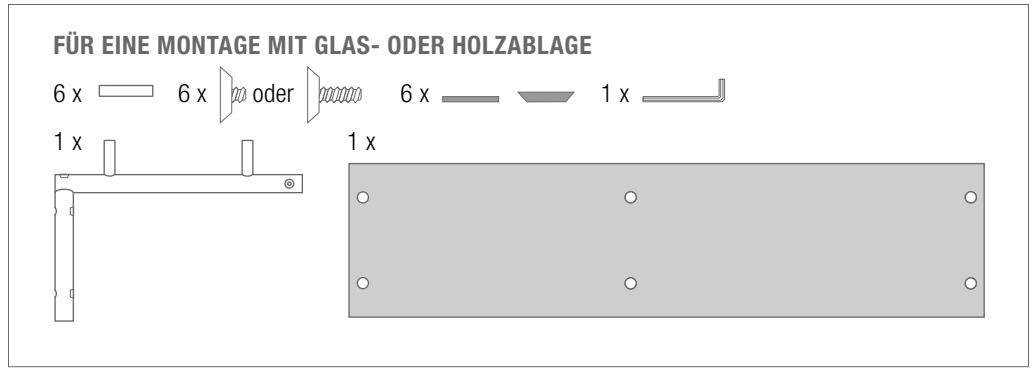 FÜR EINE MONTAGE MIT GLAS- ODER HOLZABLAGE
6 x 6 x oder 6 x 1 x
1 x 1 x